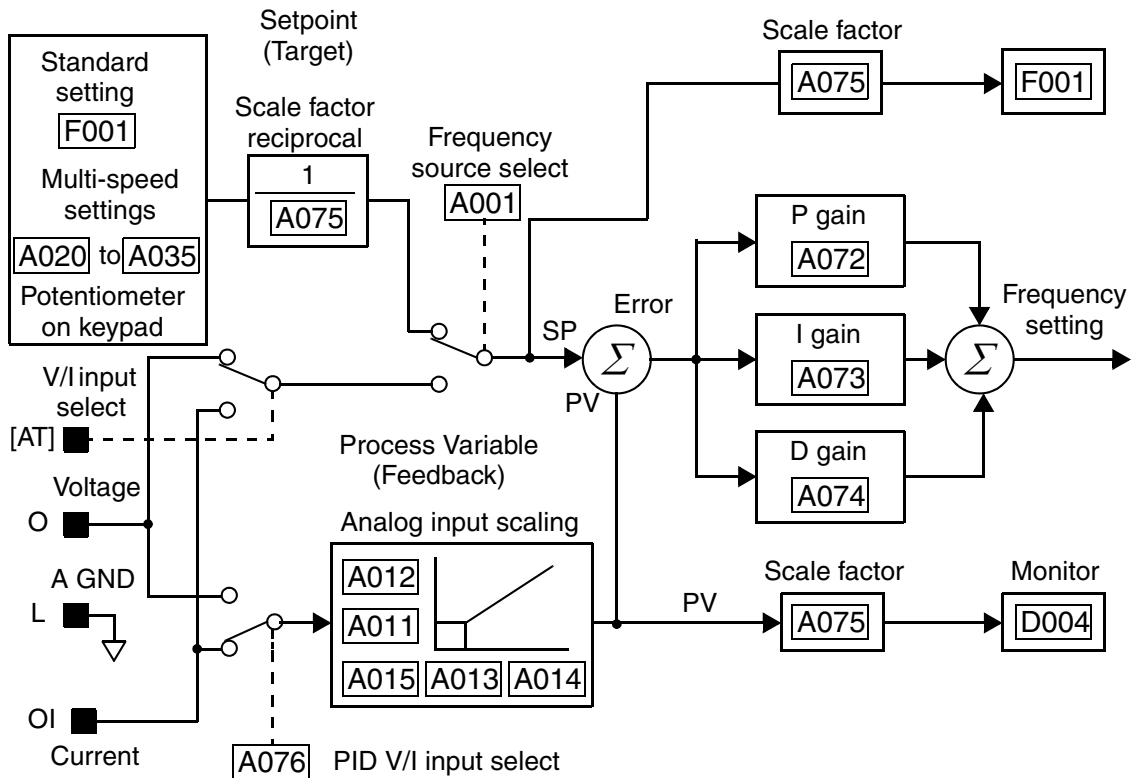 Setpoint
(Target)
Standard
setting
F001
Multi-speed
settings
A020 to A035
Potentiometer
on keypad
Scale factor
reciprocal
1
A075
Frequency
source select
A001
Scale factor
A075
F001
P gain
A072
I gain
A073
D gain
A074
Error
SP
Σ
PV
Σ
Frequency
setting
V/I input
select
[AT]
Voltage
O
A GND
L
OI
Current
Process Variable
(Feedback)
Analog input scaling
A012
A011
A015 A013 A014
A076 PID V/I input select
PV
Scale factor
A075
Monitor
D004